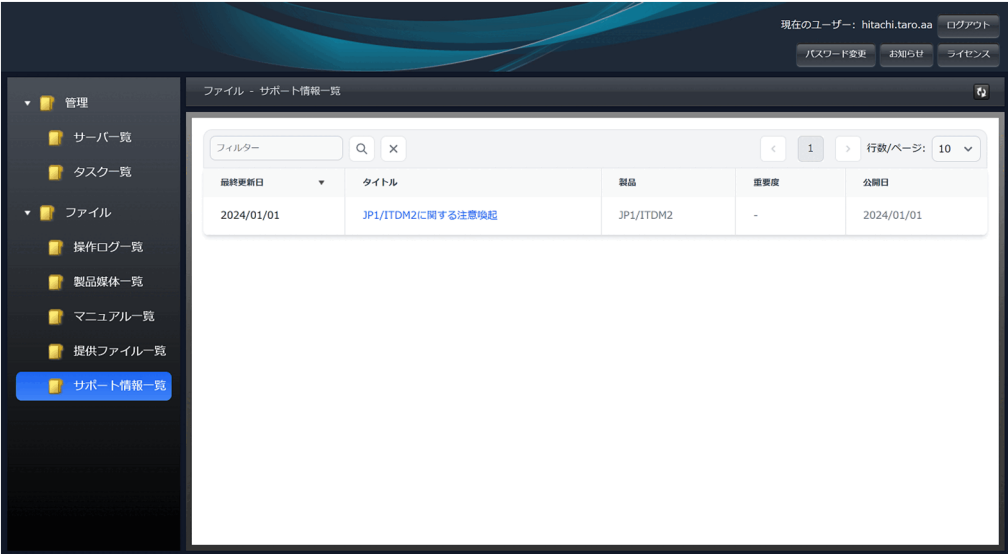 現在のユーザー: hitachi.taro.aa ログアウト
パスワード変更 お知らせ ライセンス
管理
サーバ一覧
タスク一覧
ファイル
操作ログ一覧
製品媒体一覧
マニュアル一覧
提供ファイル一覧
サポート情報一覧
ファイル - サポート情報一覧
フィルター 1 行数/ページ: 10
最終更新日 ▼ タイトル 製品 重要度 公開日
2024/01/01 JP1/ITDM2に関する注意喚起 JP1/ITDM2 - 2024/01/01